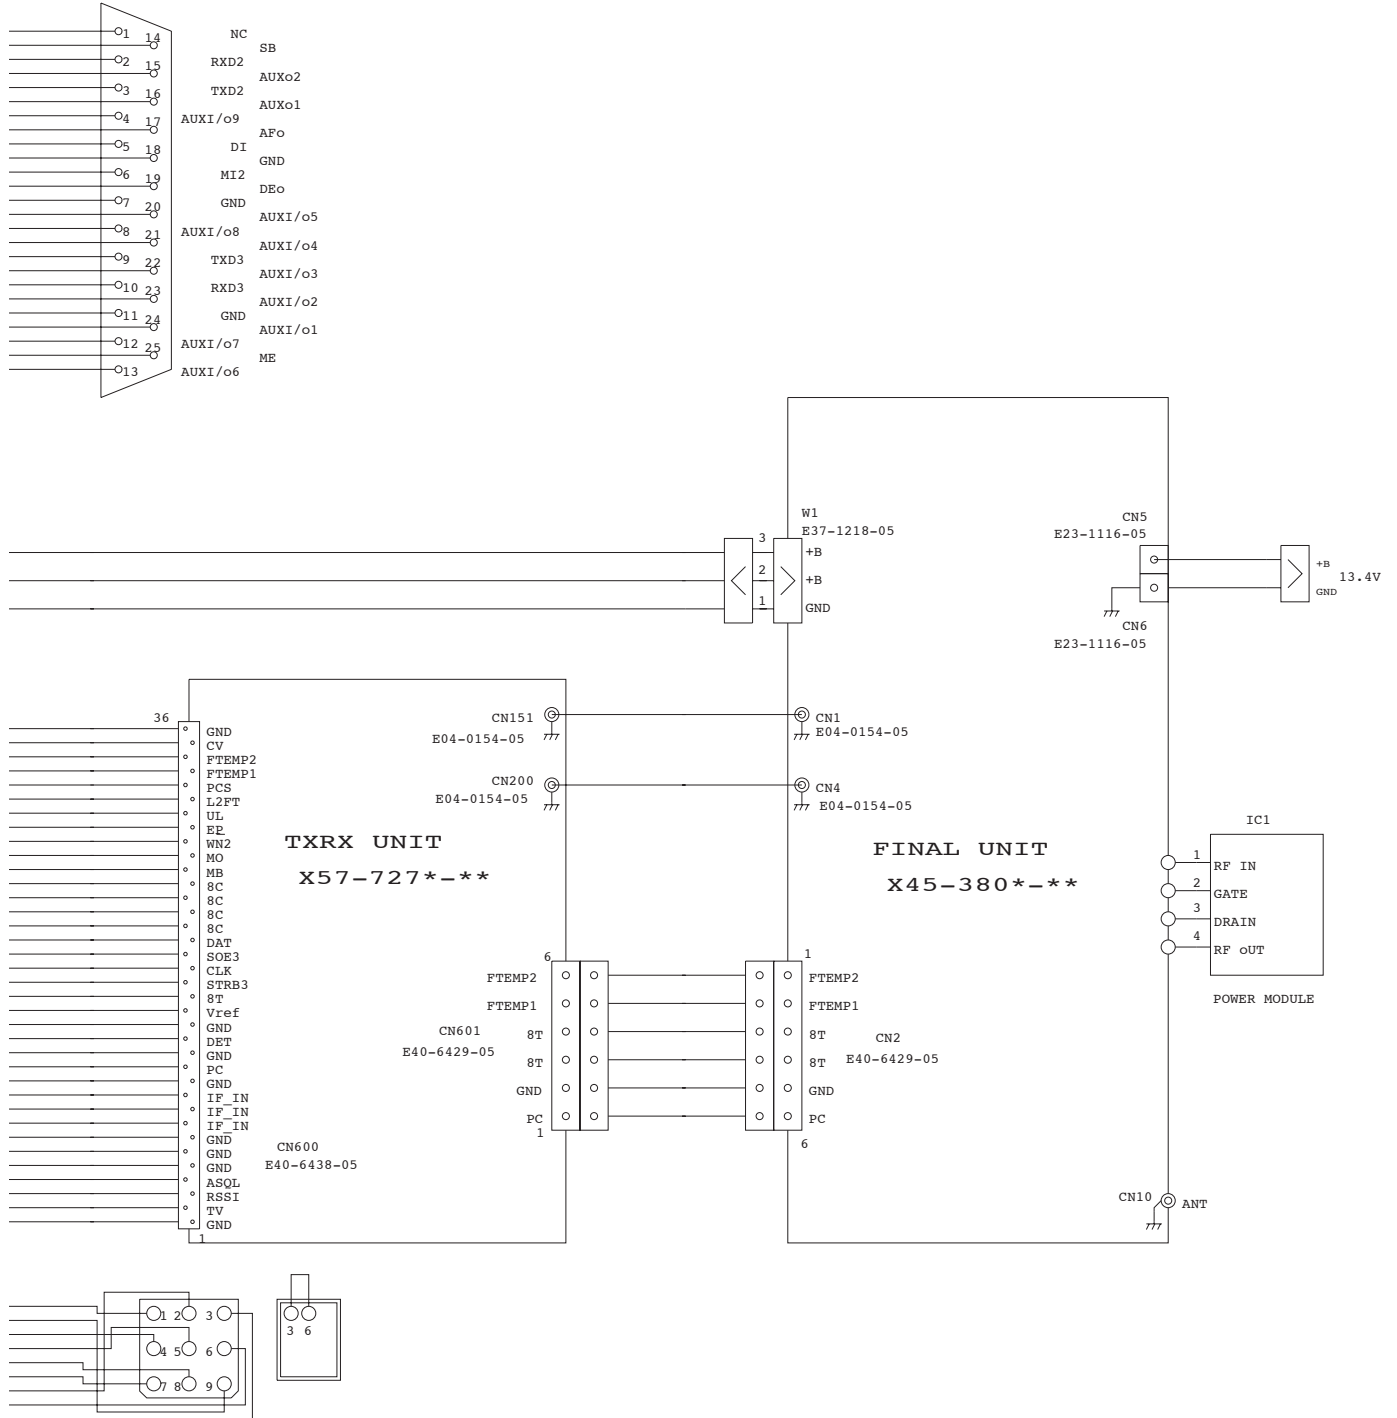 1 NC
14 SB
2 RXD2
15 AUXo2
3 TXD2
16 AUXo1
4 AUXI/o9
17 AFo
5 DI
18 GND
6 MI2
19 DEo
7 GND
20 AUXI/o5
8 AUXI/o8
21 AUXI/o4
9 TXD3
22 AUXI/o3
10 RXD3
23 AUXI/o2
11 GND
24 AUXI/o1
12 AUXI/o7
25 ME
13 AUXI/o6
W1
E37-1218-05
3 +B
2 +B
1 GND
CN5
E23-1116-05
+B
13.4V
GND
CN6
E23-1116-05
36
GND
CV
FTEMP2
FTEMP1
PCS
L2FT
UL
EP
WN2
MO
MB
8C
8C
8C
8C
DAT
SOE3
CLK
STRB3
8T
Vref
GND
DET
GND
PC
GND
IF_IN
IF_IN
IF_IN
GND
GND
GND
ASQL
RSSI
TV
GND
1
CN600
E40-6438-05
TXRX UNIT
X57-727*-**
CN151
E04-0154-05
CN200
E04-0154-05
CN1
E04-0154-05
CN4
E04-0154-05
6
FTEMP2
FTEMP1
8T
8T
GND
PC
1
CN601
E40-6429-05
1
FTEMP2
FTEMP1
8T
8T
GND
PC
6
CN2
E40-6429-05
FINAL UNIT
X45-380*-**
IC1
1 RF IN
2 GATE
3 DRAIN
4 RF oUT
POWER MODULE
CN10
ANT
1 2 3
4 5 6
7 8 9
3 6